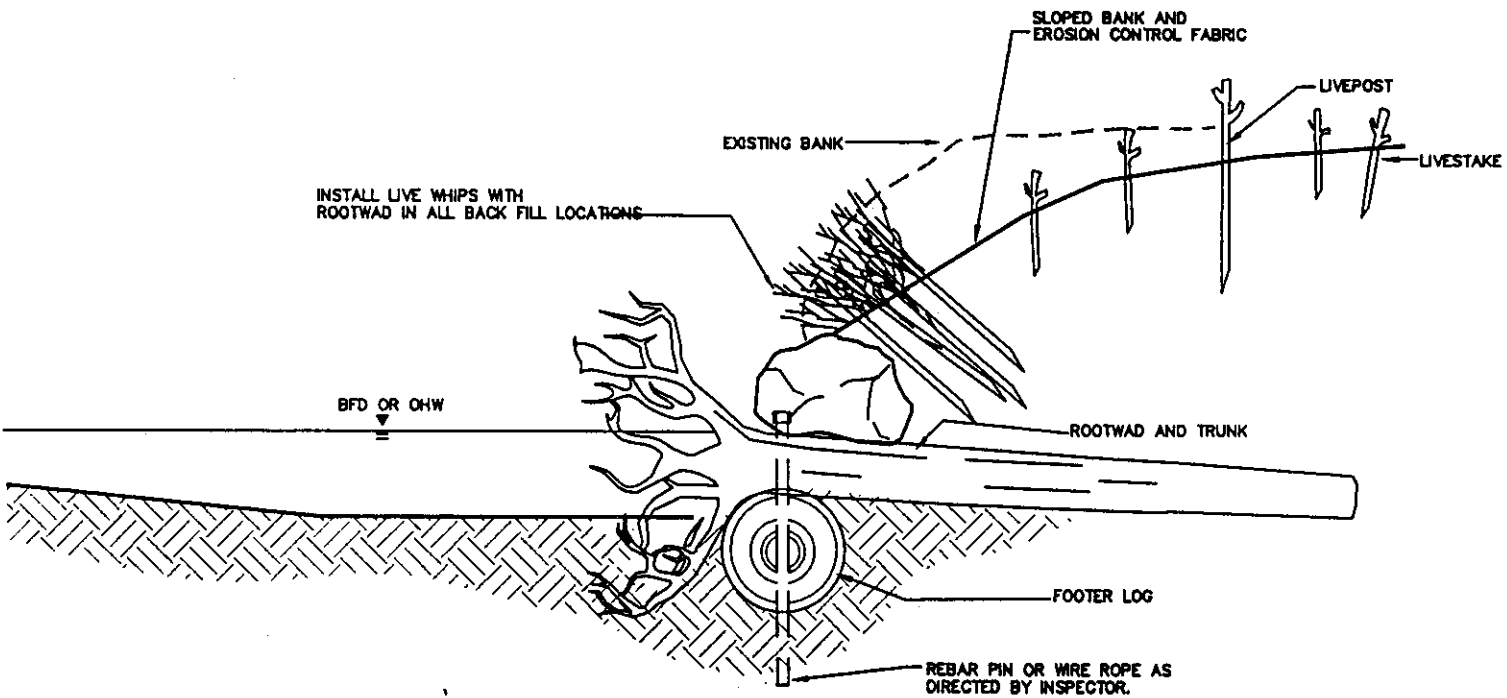 SLOPED BANK AND
EROSION CONTROL FABRIC
LIVEPOST
EXISTING BANK
LIVESTAKE
INSTALL LIVE WHIPS WITH
ROOTWAD IN ALL BACK FILL LOCATIONS
BFD OR OHW
ROOTWAD AND TRUNK
FOOTER LOG
REBAR PIN OR WIRE ROPE AS
DIRECTED BY INSPECTOR.